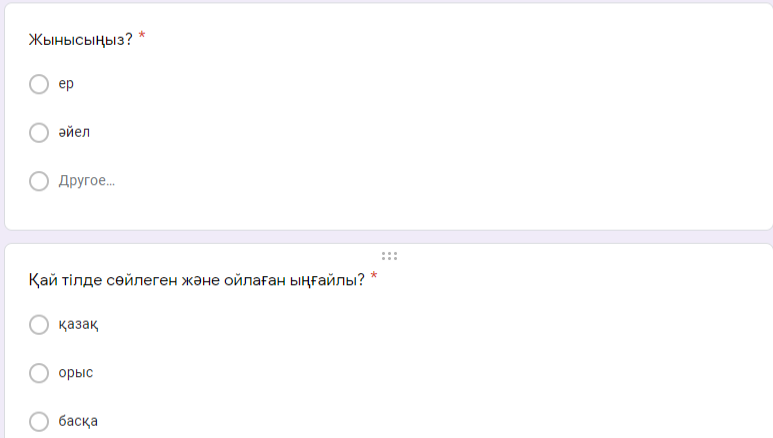 Жынысыңыз? *
ер
әйел
Другое...
Қай тілде сөйлеген және ойлаған ыңғайлы? *
қазақ
орыс
басқа